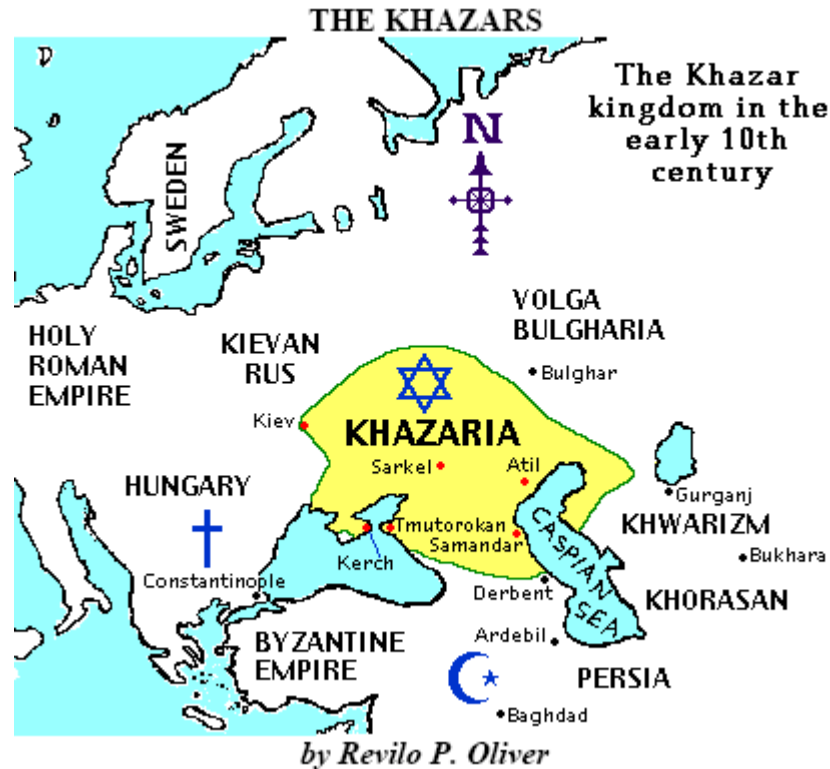 THE KHAZARS
The Khazar
kingdom in the
early 10th
century
N
SWEDEN
VOLGA
BULGHARIA
HOLY
ROMAN
EMPIRE
KIEVAN
RUS
Bulghar
Kiev
KHAZARIA
Sarkel
Atil
HUNGARY
Gurganj
Tmutorokan
KHWARIZM
Samandar
CASPIAN
SEA
Kerch
Bukhara
Constantinople
Derbent
KHORASAN
BYZANTINE
EMPIRE
Ardebil
PERSIA
Baghdad
by Revilo P. Oliver